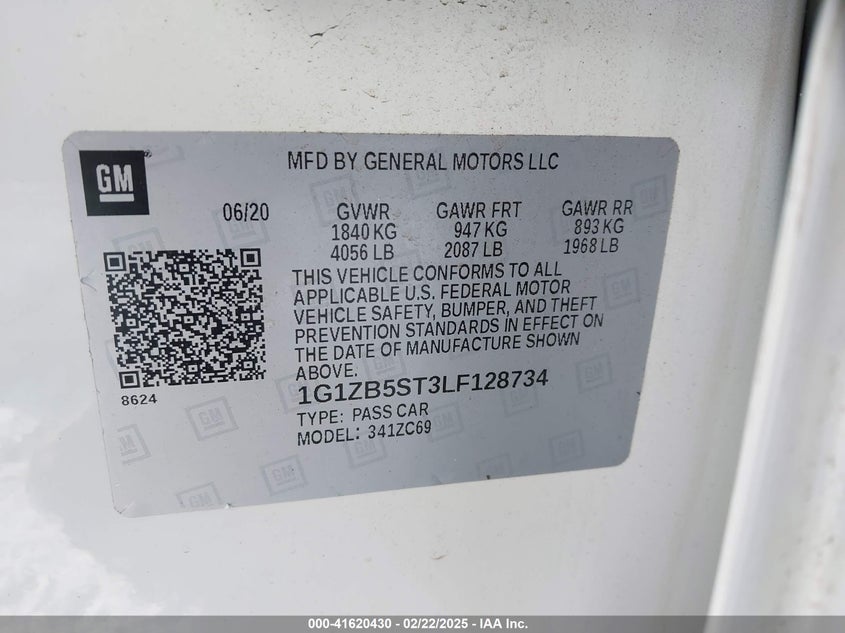 GM
MFD BY GENERAL MOTORS LLC
06/20 GVWR GAWR FRT GAWR RR
1840 KG 947 KG 893 KG
4056 LB 2087 LB 1968 LB
THIS VEHICLE CONFORMS TO ALL
APPLICABLE U.S. FEDERAL MOTOR
VEHICLE SAFETY, BUMPER, AND THEFT
PREVENTION STANDARDS IN EFFECT ON
THE DATE OF MANUFACTURE SHOWN
ABOVE.
8624
1G1ZB5ST3LF128734
TYPE: PASS CAR
MODEL: 341ZC69
000-41620430 - 02/22/2025 - IAA Inc.